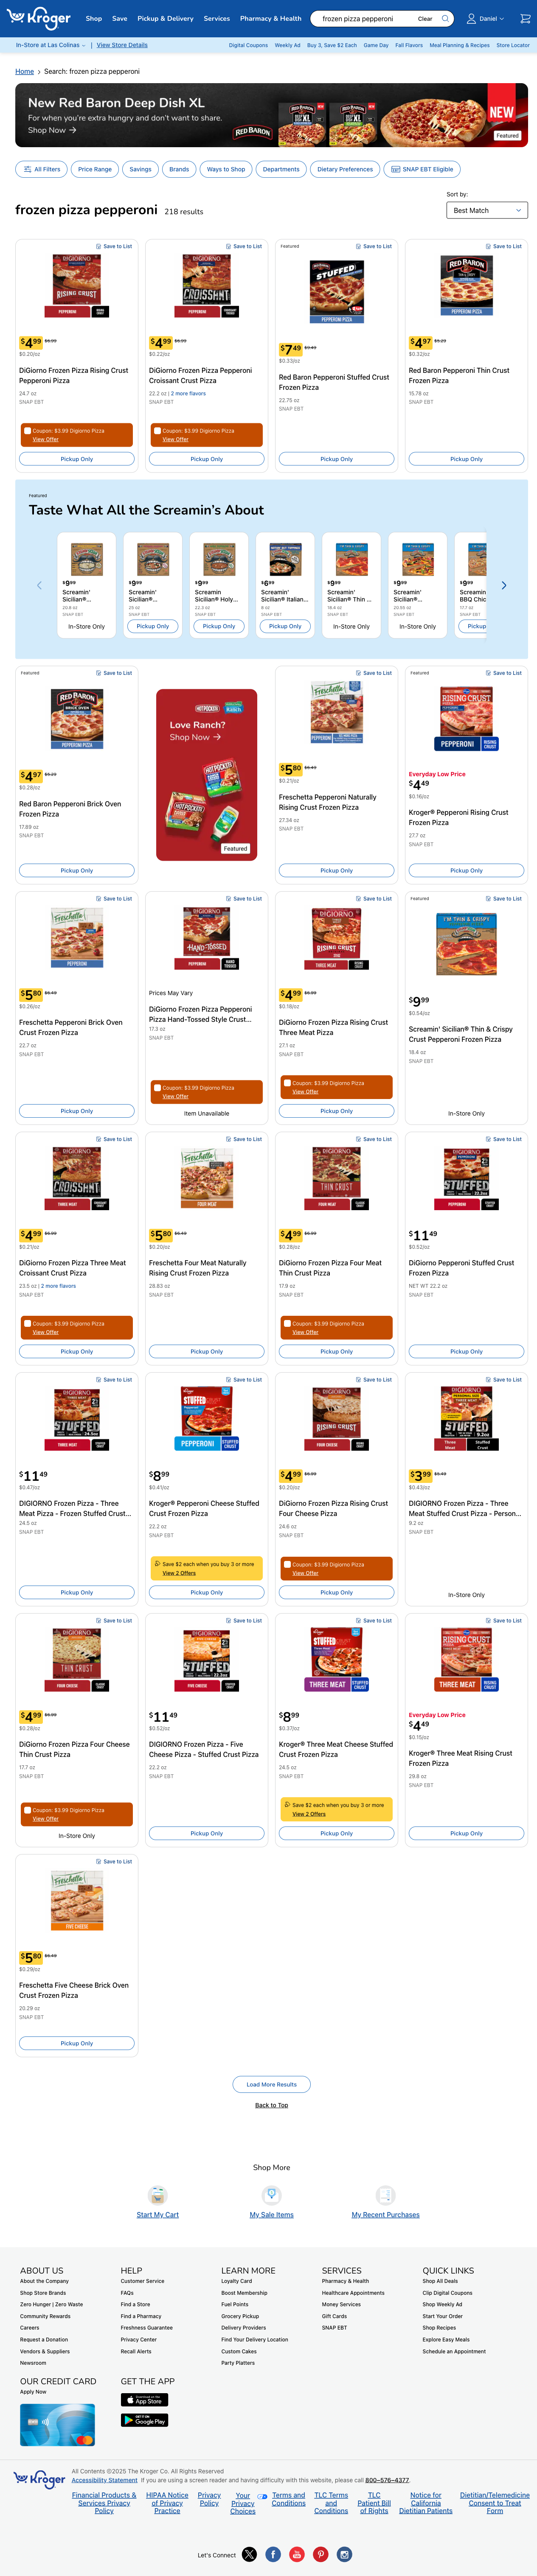 Kroger
Shop Save Pickup & Delivery Services Pharmacy & Health
frozen pizza pepperoni Clear
Daniel
In-Store at Las Colinas | View Store Details
Digital Coupons Weekly Ad Buy 3, Save $2 Each Game Day Fall Flavors Meal Planning & Recipes Store Locator
Home > Search: frozen pizza pepperoni
New Red Baron Deep Dish XL
For when you're extra hungry and don't want to share.
Shop Now →
RED BARON
NEW
Featured
All Filters Price Range Savings Brands Ways to Shop Departments Dietary Preferences SNAP EBT Eligible
Sort by:
Best Match
frozen pizza pepperoni 218 results
Save to List
$4.99 $6.99
$0.20/oz
DiGiorno Frozen Pizza Rising Crust
Pepperoni Pizza
24.7 oz
SNAP EBT
Coupon: $3.99 Digiorno Pizza
View Offer
Pickup Only
Save to List
$4.99 $6.99
$0.22/oz
DiGiorno Frozen Pizza Pepperoni
Croissant Crust Pizza
22.2 oz | 2 more flavors
SNAP EBT
Coupon: $3.99 Digiorno Pizza
View Offer
Pickup Only
Featured
Save to List
$7.49 $9.49
$0.33/oz
Red Baron Pepperoni Stuffed Crust
Frozen Pizza
22.75 oz
SNAP EBT
Pickup Only
Save to List
$4.97 $5.29
$0.32/oz
Red Baron Pepperoni Thin Crust
Frozen Pizza
15.78 oz
SNAP EBT
Pickup Only
Featured
Taste What All the Screamin's About
$9.99
Screamin'
Sicilian®...
20.8 oz
SNAP EBT
In-Store Only
$9.99
Screamin'
Sicilian®...
25 oz
SNAP EBT
Pickup Only
$9.99
Screamin
Sicilian® Holy...
22.3 oz
SNAP EBT
Pickup Only
$6.99
Screamin'
Sicilian® Italian...
8 oz
SNAP EBT
Pickup Only
$9.99
Screamin'
Sicilian® Thin ...
18.4 oz
SNAP EBT
In-Store Only
$9.99
Screamin'
Sicilian®...
20.55 oz
SNAP EBT
In-Store Only
$9.99
Screamin
BBQ Chic
17.7 oz
SNAP EBT
Pickup
Featured
Save to List
$4.97 $5.29
$0.28/oz
Red Baron Pepperoni Brick Oven
Frozen Pizza
17.89 oz
SNAP EBT
Pickup Only
HOT POCKETS
Love Ranch?
Shop Now →
Featured
Save to List
$5.80 $6.49
$0.21/oz
Freschetta Pepperoni Naturally
Rising Crust Frozen Pizza
27.34 oz
SNAP EBT
Pickup Only
Featured
Save to List
Everyday Low Price
$4.49
$0.16/oz
Kroger® Pepperoni Rising Crust
Frozen Pizza
27.7 oz
SNAP EBT
Pickup Only
Save to List
$5.80 $6.49
$0.26/oz
Freschetta Pepperoni Brick Oven
Crust Frozen Pizza
22.7 oz
SNAP EBT
Pickup Only
Save to List
Prices May Vary
DiGiorno Frozen Pizza Pepperoni
Pizza Hand-Tossed Style Crust...
17.3 oz
SNAP EBT
Coupon: $3.99 Digiorno Pizza
View Offer
Item Unavailable
Save to List
$4.99 $6.99
$0.18/oz
DiGiorno Frozen Pizza Rising Crust
Three Meat Pizza
27.1 oz
SNAP EBT
Coupon: $3.99 Digiorno Pizza
View Offer
Pickup Only
Featured
Save to List
$9.99
$0.54/oz
Screamin' Sicilian® Thin & Crispy
Crust Pepperoni Frozen Pizza
18.4 oz
SNAP EBT
In-Store Only
Save to List
$4.99 $6.99
$0.21/oz
DiGiorno Frozen Pizza Three Meat
Croissant Crust Pizza
23.5 oz | 2 more flavors
SNAP EBT
Coupon: $3.99 Digiorno Pizza
View Offer
Pickup Only
Save to List
$5.80 $6.49
$0.20/oz
Freschetta Four Meat Naturally
Rising Crust Frozen Pizza
28.83 oz
SNAP EBT
Pickup Only
Save to List
$4.99 $6.99
$0.28/oz
DiGiorno Frozen Pizza Four Meat
Thin Crust Pizza
17.9 oz
SNAP EBT
Coupon: $3.99 Digiorno Pizza
View Offer
Pickup Only
Save to List
$11.49
$0.52/oz
DiGiorno Pepperoni Stuffed Crust
Frozen Pizza
NET WT 22.2 oz
SNAP EBT
Pickup Only
Save to List
$11.49
$0.47/oz
DIGIORNO Frozen Pizza - Three
Meat Pizza - Frozen Stuffed Crust...
24.5 oz
SNAP EBT
Pickup Only
Save to List
$8.99
$0.41/oz
Kroger® Pepperoni Cheese Stuffed
Crust Frozen Pizza
22.2 oz
SNAP EBT
Save $2 each when you buy 3 or more
View 2 Offers
Pickup Only
Save to List
$4.99 $6.99
$0.20/oz
DiGiorno Frozen Pizza Rising Crust
Four Cheese Pizza
24.6 oz
SNAP EBT
Coupon: $3.99 Digiorno Pizza
View Offer
Pickup Only
Save to List
$3.99 $5.49
$0.43/oz
DIGIORNO Frozen Pizza - Three
Meat Stuffed Crust Pizza - Person...
9.2 oz
SNAP EBT
In-Store Only
Save to List
$4.99 $6.99
$0.28/oz
DiGiorno Frozen Pizza Four Cheese
Thin Crust Pizza
17.7 oz
SNAP EBT
Coupon: $3.99 Digiorno Pizza
View Offer
In-Store Only
Save to List
$11.49
$0.52/oz
DIGIORNO Frozen Pizza - Five
Cheese Pizza - Stuffed Crust Pizza
22.2 oz
SNAP EBT
Pickup Only
Save to List
$8.99
$0.37/oz
Kroger® Three Meat Cheese Stuffed
Crust Frozen Pizza
24.5 oz
SNAP EBT
Save $2 each when you buy 3 or more
View 2 Offers
Pickup Only
Save to List
Everyday Low Price
$4.49
$0.15/oz
Kroger® Three Meat Rising Crust
Frozen Pizza
29.8 oz
SNAP EBT
Pickup Only
Save to List
$5.80 $6.49
$0.29/oz
Freschetta Five Cheese Brick Oven
Crust Frozen Pizza
20.29 oz
SNAP EBT
Pickup Only
Load More Results
Back to Top
Shop More
Start My Cart My Sale Items My Recent Purchases
ABOUT US
About the Company
Shop Store Brands
Zero Hunger | Zero Waste
Community Rewards
Careers
Request a Donation
Vendors & Suppliers
Newsroom
HELP
Customer Service
FAQs
Find a Store
Find a Pharmacy
Freshness Guarantee
Privacy Center
Recall Alerts
LEARN MORE
Loyalty Card
Boost Membership
Fuel Points
Grocery Pickup
Delivery Providers
Find Your Delivery Location
Custom Cakes
Party Platters
SERVICES
Pharmacy & Health
Healthcare Appointments
Money Services
Gift Cards
SNAP EBT
QUICK LINKS
Shop All Deals
Clip Digital Coupons
Shop Weekly Ad
Start Your Order
Shop Recipes
Explore Easy Meals
Schedule an Appointment
OUR CREDIT CARD
Apply Now
GET THE APP
Download on the
App Store
GET IT ON
Google Play
Kroger
All Contents ©2025 The Kroger Co. All Rights Reserved
Accessibility Statement If you are using a screen reader and having difficulty with this website, please call 800-576-4377.
Financial Products &
Services Privacy
Policy
HIPAA Notice
of Privacy
Practice
Privacy
Policy
Your
Privacy
Choices
Terms and
Conditions
TLC Terms
and
Conditions
TLC
Patient Bill
of Rights
Notice for
California
Dietitian Patients
Dietitian/Telemedicine
Consent to Treat
Form
Let's Connect